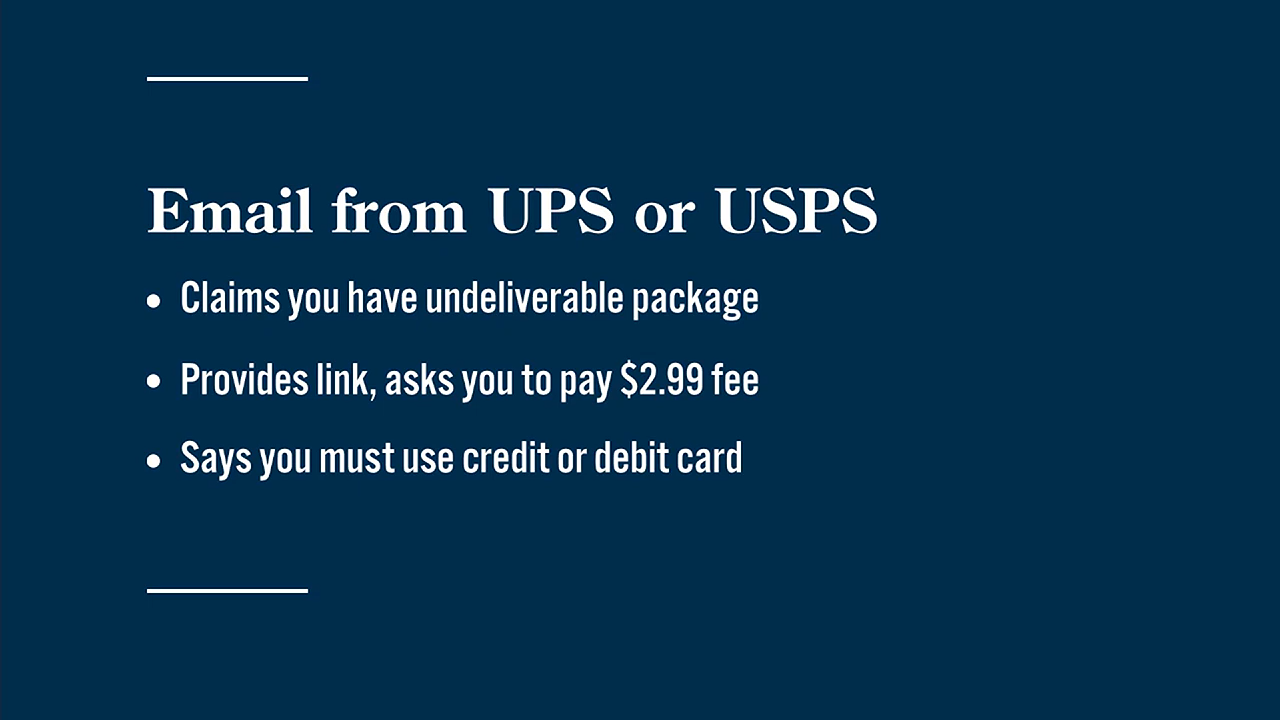 Email from UPS or USPS
• Claims you have undeliverable package
• Provides link, asks you to pay $2.99 fee
• Says you must use credit or debit card